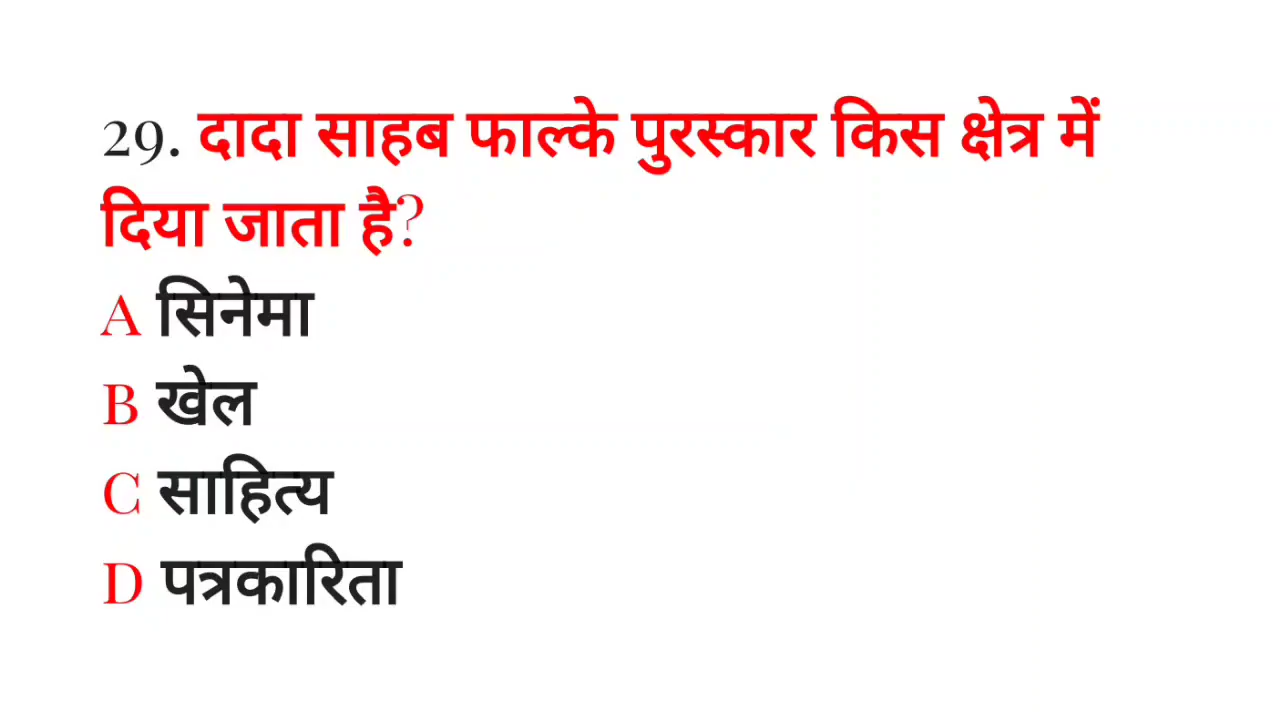 29. दादा साहब फाल्के पुरस्कार किस क्षेत्र में
दिया जाता है?
A सिनेमा
B खेल
C साहित्य
D पत्रकारिता